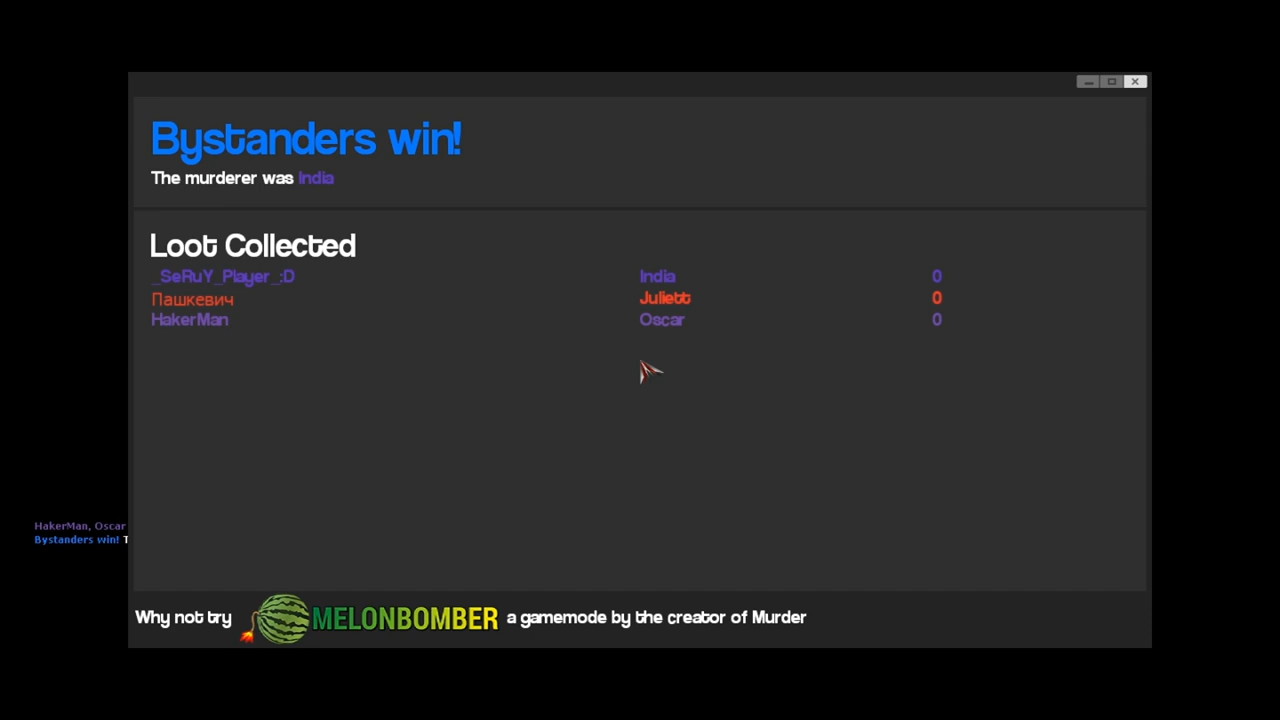 Bystanders win!
The murderer was India
Loot Collected
_SeRuY_Player_:D India 0
Пашкевич Juliett 0
HakerMan Oscar 0
HakerMan, Oscar
Bystanders win! T
Why not try MELONBOMBER a gamemode by the creator of Murder